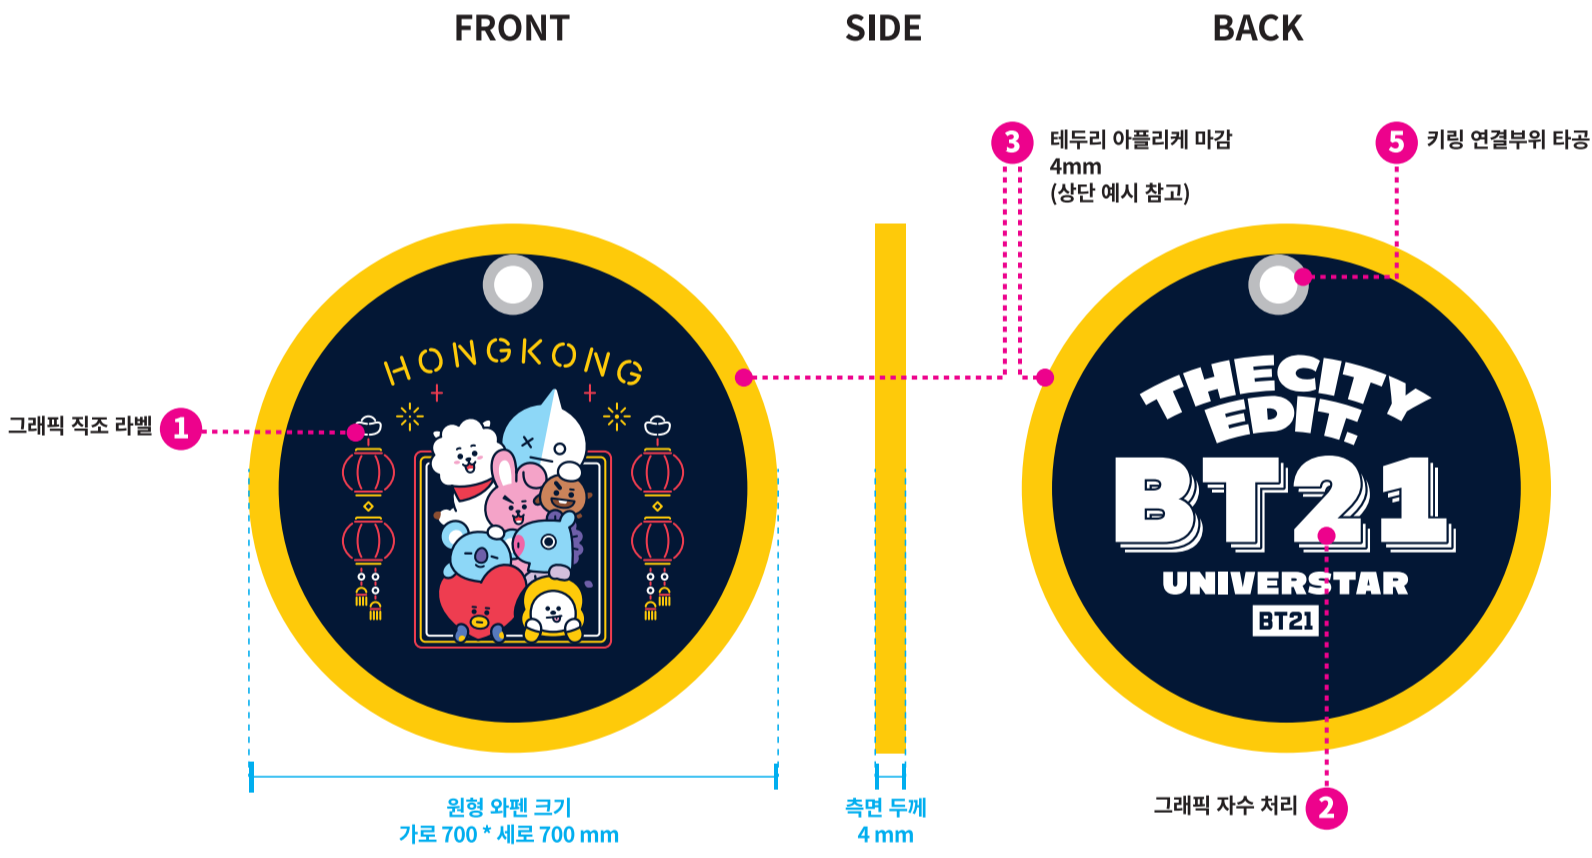 FRONT
SIDE
BACK
3
테두리 아플리케 마감
4mm
(상단 예시 참고)
5
키링 연결부위 타공
HONGKONG
그래픽 직조 라벨
1
THECITY
EDIT.
BT21
UNIVERSTAR
BT21
원형 와펜 크기
가로 700 * 세로 700 mm
측면 두께
4 mm
그래픽 자수 처리
2